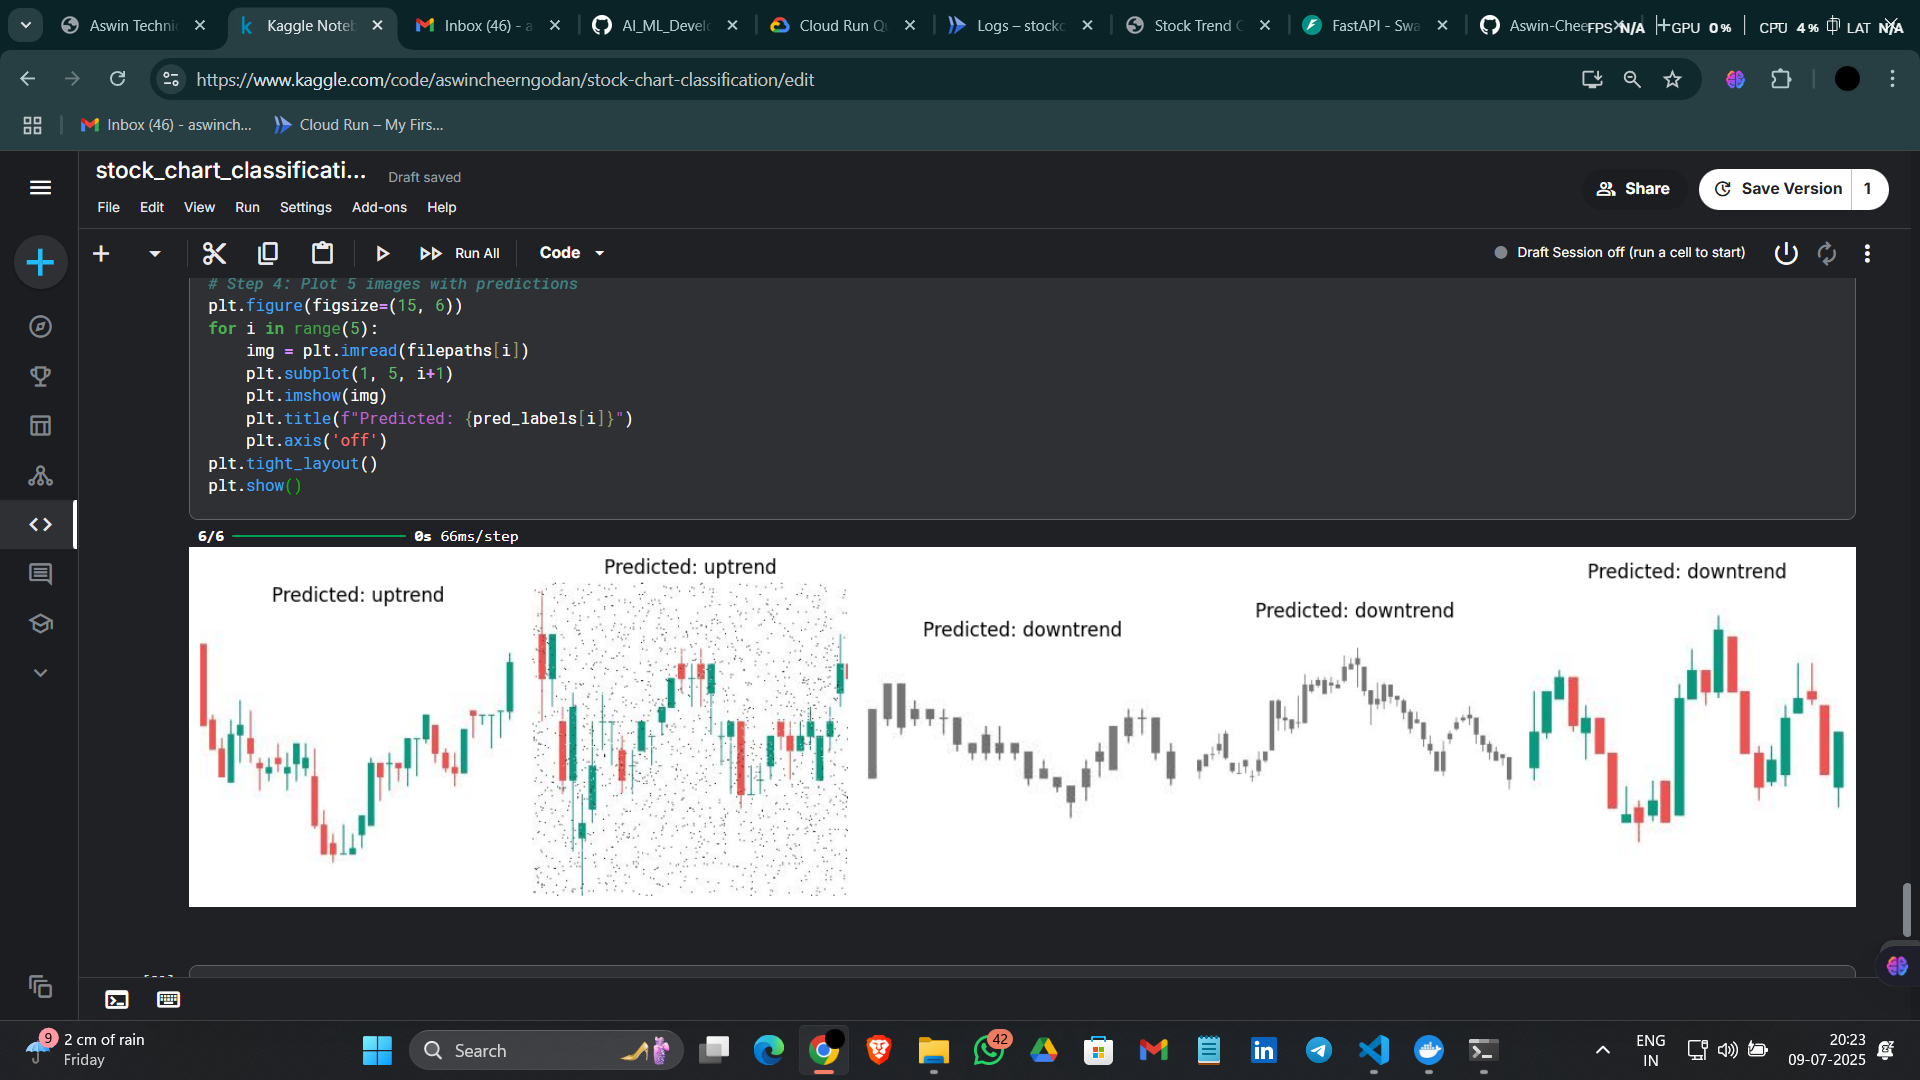 Aswin Technic
Kaggle Noteb
Inbox (46) - a
AI_ML_Develo
Cloud Run Qu
Logs – stockc
Stock Trend C
FastAPI - Swa
Aswin-Chee
FPS N/A
GPU 0%
CPU 4%
LAT N/A
https://www.kaggle.com/code/aswincheerngodan/stock-chart-classification/edit
Inbox (46) - aswinch...
Cloud Run – My Firs...
stock_chart_classificati...
Draft saved
Share
Save Version
1
File
Edit
View
Run
Settings
Add-ons
Help
Run All
Code
Draft Session off (run a cell to start)
# Step 4: Plot 5 images with predictions
plt.figure(figsize=(15, 6))
for i in range(5):
    img = plt.imread(filepaths[i])
    plt.subplot(1, 5, i+1)
    plt.imshow(img)
    plt.title(f"Predicted: {pred_labels[i]}")
    plt.axis('off')
plt.tight_layout()
plt.show()
6/6
0s 66ms/step
Predicted: uptrend
Predicted: uptrend
Predicted: downtrend
Predicted: downtrend
Predicted: downtrend
9
2 cm of rain
Friday
Search
42
ENG
IN
20:23
09-07-2025